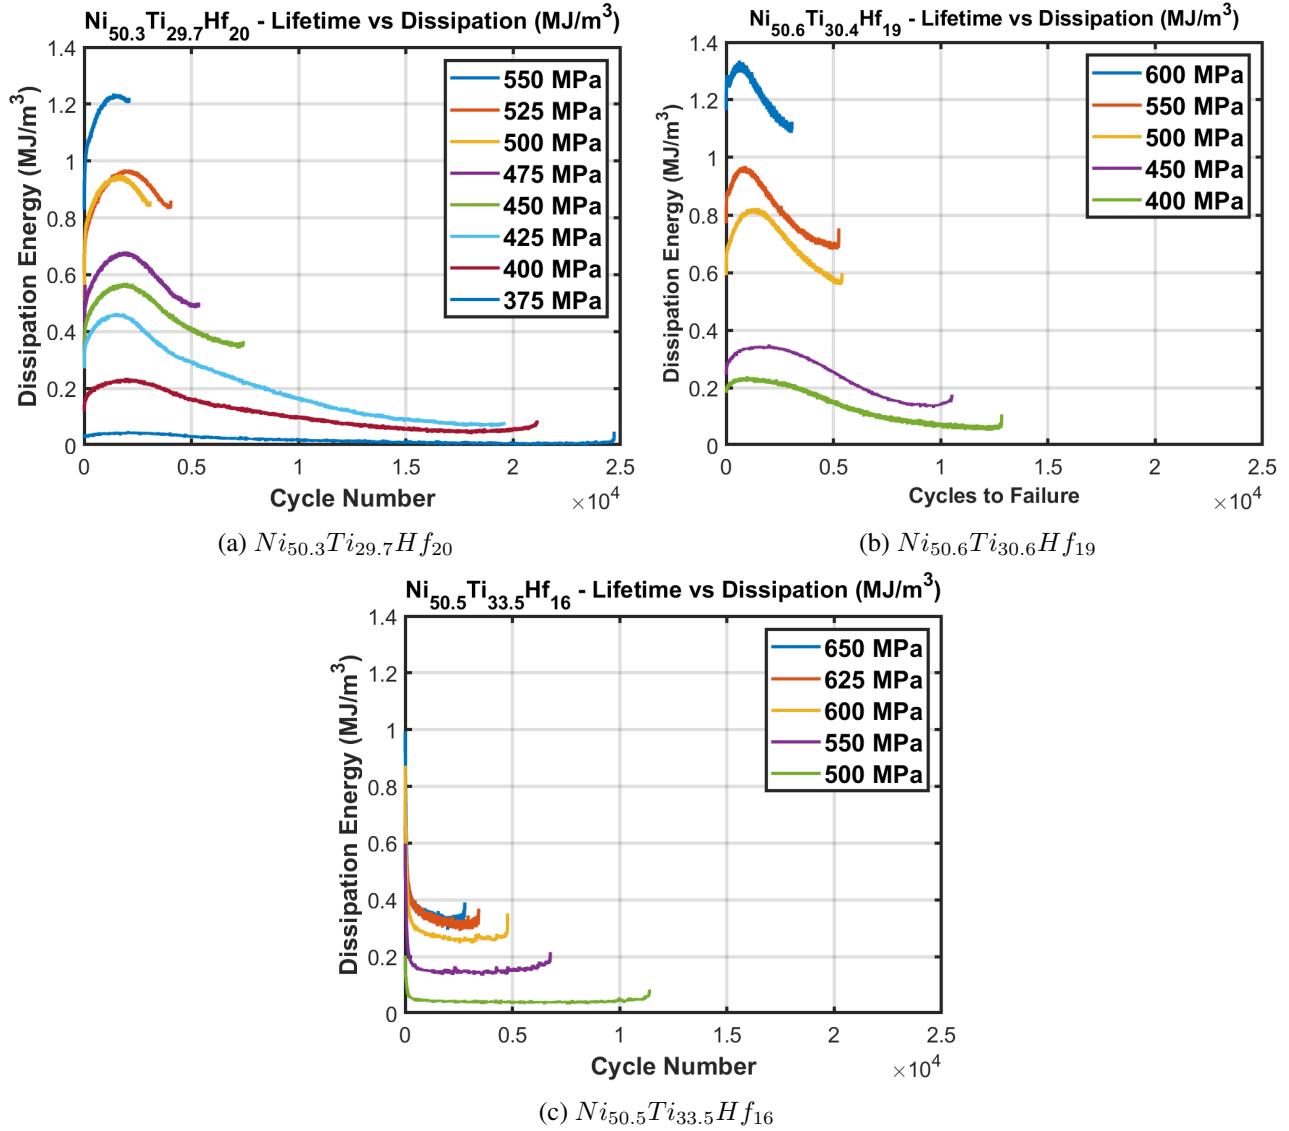 Ni50.3Ti29.7Hf20 - Lifetime vs Dissipation (MJ/m3)
Dissipation Energy (MJ/m3)
1.4
1.2
1
0.8
0.6
0.4
0.2
0
550 MPa
525 MPa
500 MPa
475 MPa
450 MPa
425 MPa
400 MPa
375 MPa
0 0.5 1 1.5 2 2.5
Cycle Number
×10^4
(a) Ni50.3Ti29.7Hf20
Ni50.6Ti30.4Hf19 - Lifetime vs Dissipation (MJ/m3)
Dissipation Energy (MJ/m3)
1.4
1.2
1
0.8
0.6
0.4
0.2
0
600 MPa
550 MPa
500 MPa
450 MPa
400 MPa
0 0.5 1 1.5 2 2.5
Cycles to Failure
×10^4
(b) Ni50.6Ti30.6Hf19
Ni50.5Ti33.5Hf16 - Lifetime vs Dissipation (MJ/m3)
Dissipation Energy (MJ/m3)
1.4
1.2
1
0.8
0.6
0.4
0.2
0
650 MPa
625 MPa
600 MPa
550 MPa
500 MPa
0 0.5 1 1.5 2 2.5
Cycle Number
×10^4
(c) Ni50.5Ti33.5Hf16